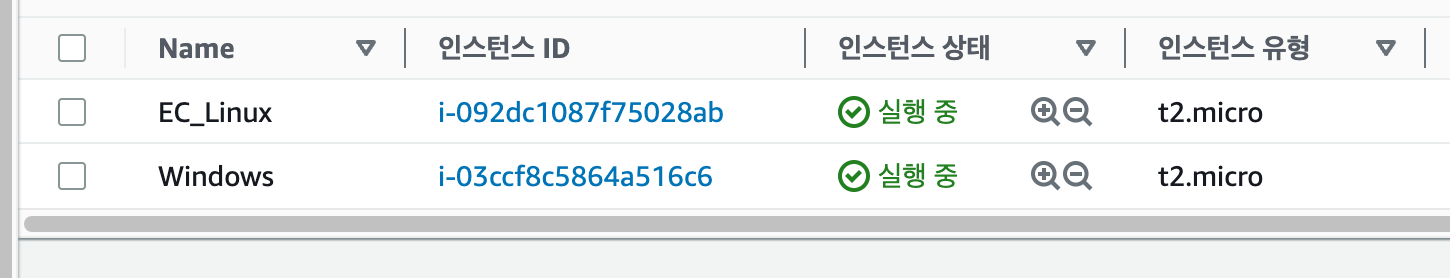 Name 인스턴스 ID 인스턴스 상태 인스턴스 유형
EC_Linux i-092dc1087f75028ab 실행 중 t2.micro
Windows i-03ccf8c5864a516c6 실행 중 t2.micro